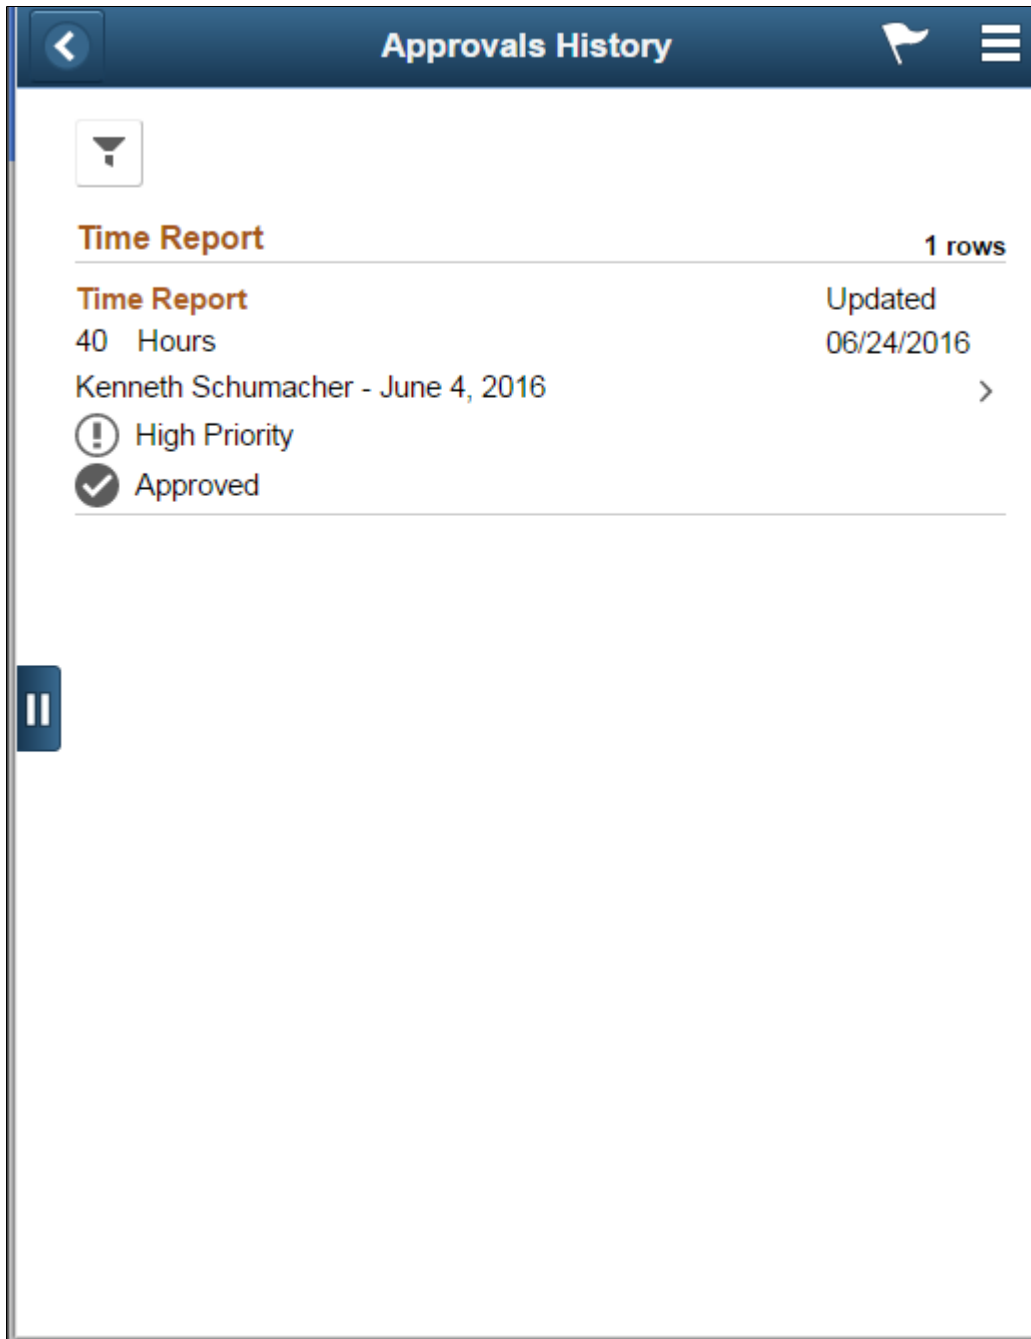 Approvals History
Time Report
1 rows
Time Report
Updated
40 Hours
06/24/2016
Kenneth Schumacher - June 4, 2016
High Priority
Approved